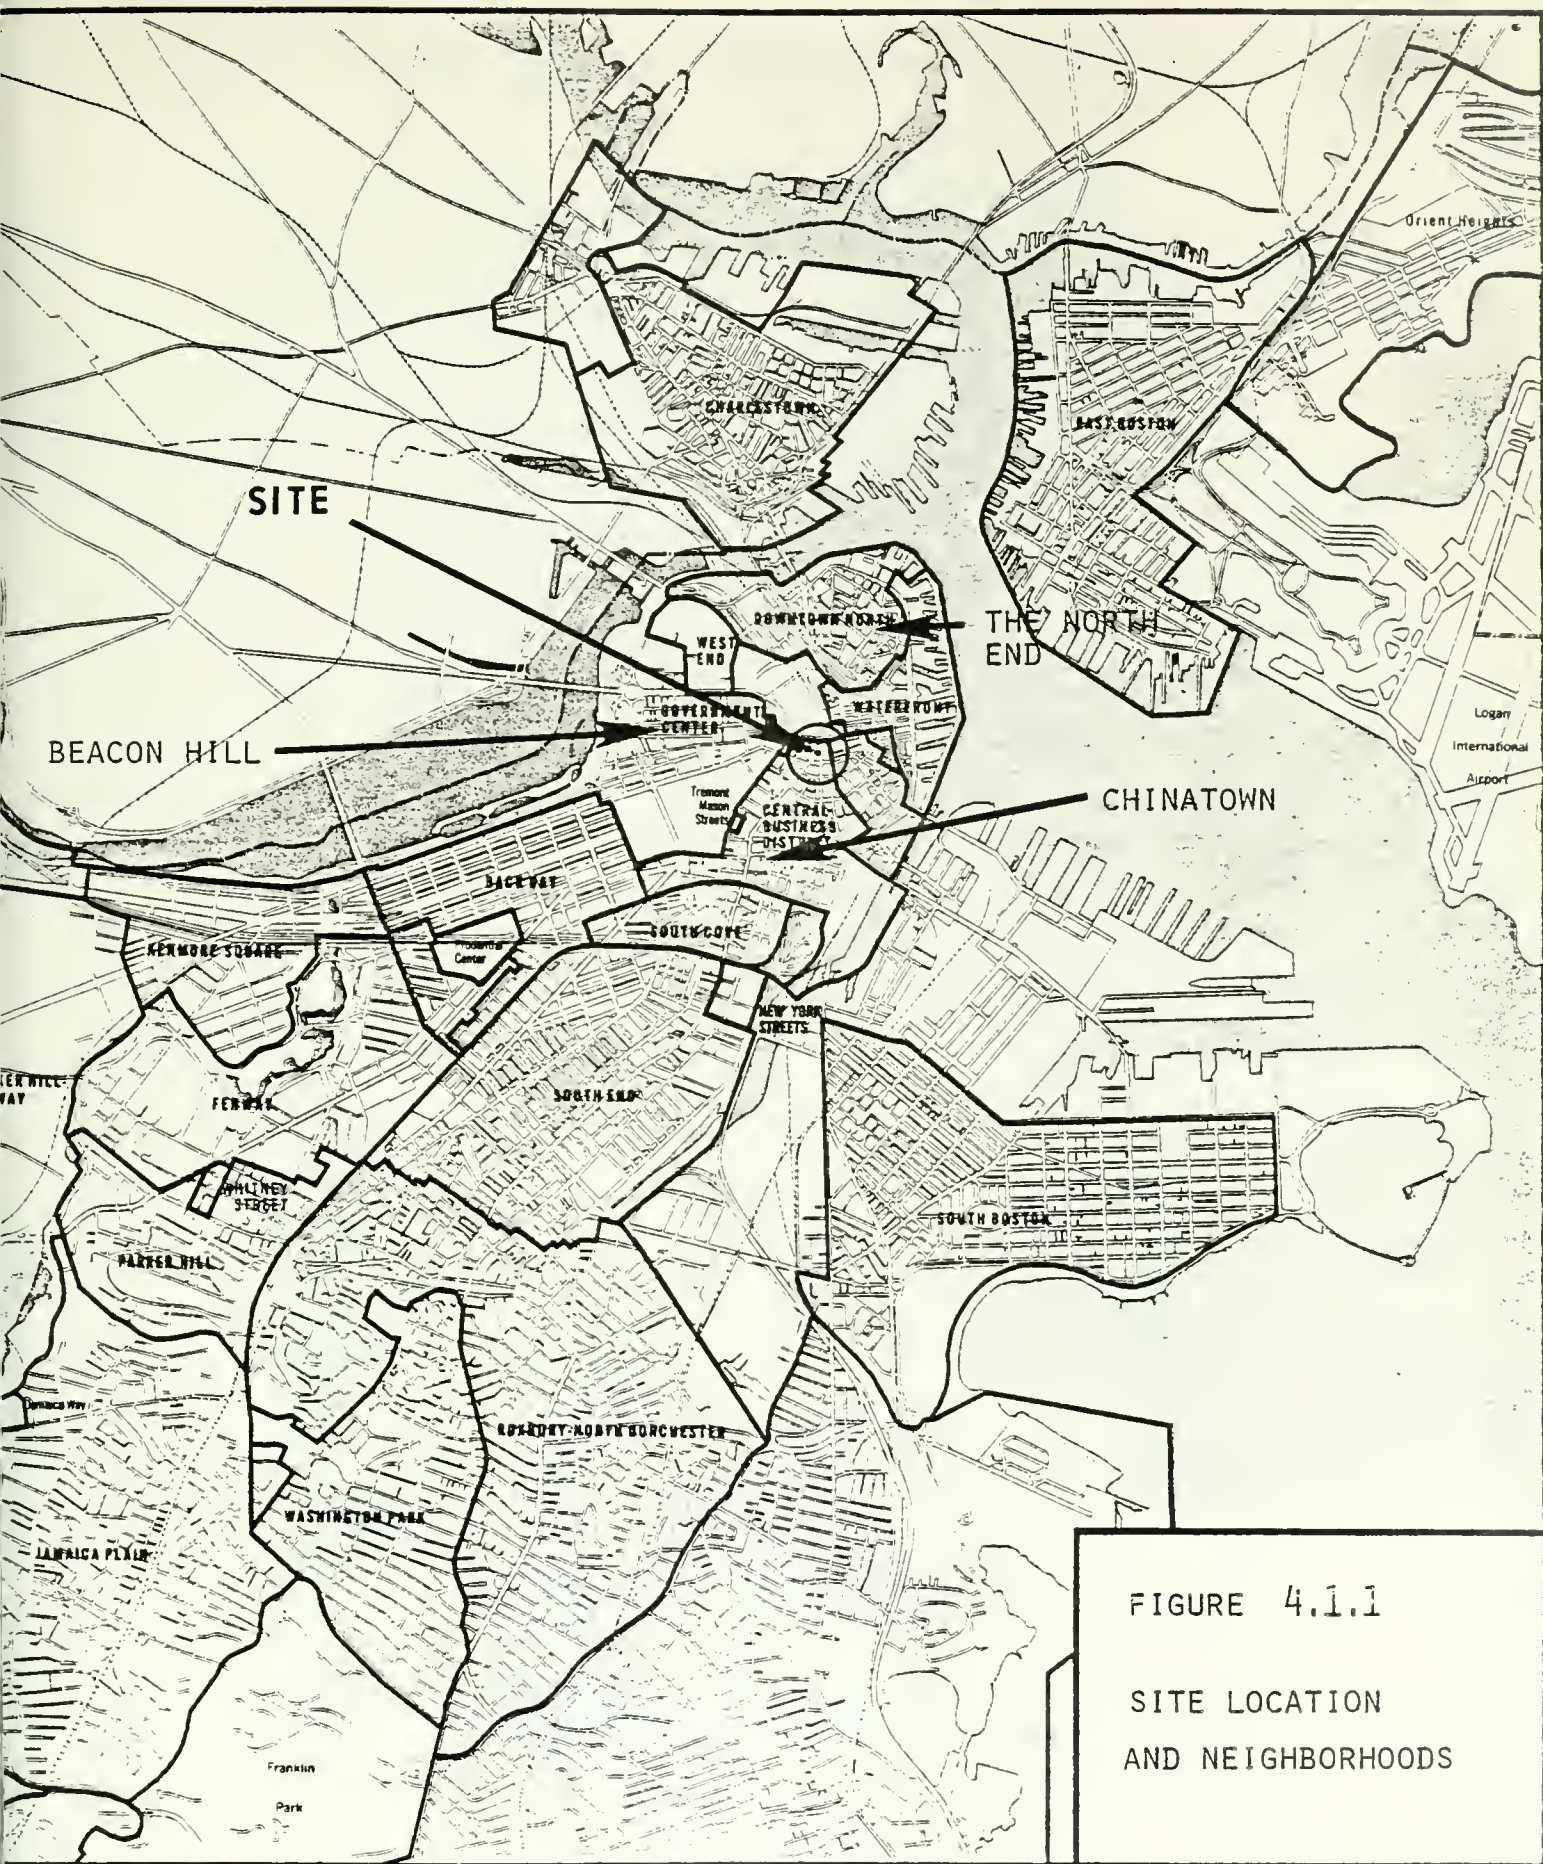 Orient Heights
CHARLESTOWN
EAST BOSTON
SITE
DOWNTOWN NORTH
THE NORTH
END
WEST
END
WATERFRONT
GOVERNMENT
CENTER
Logan
International
Airport
BEACON HILL
Tremont
Mason
Streets
CENTRAL
BUSINESS
DISTRICT
CHINATOWN
BACK BAY
SOUTH COVE
KENMORE SQUARE
Prudential
Center
NEW YORK
STREETS
FENWAY
SOUTH END
WHITNEY
STREET
SOUTH BOSTON
PARKER HILL
Jamaica Way
ROXBURY-NORTH DORCHESTER
WASHINGTON PARK
JAMAICA PLAIN
Franklin
Park
FIGURE 4.1.1
SITE LOCATION
AND NEIGHBORHOODS